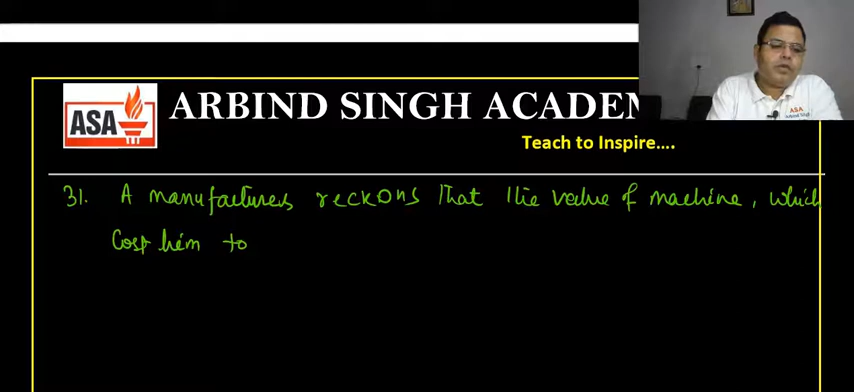 ASA
ARBIND SINGH ACADEM
Teach to Inspire....
ASA
31. A manufactures reckons that the value of machine, which
Cost him to